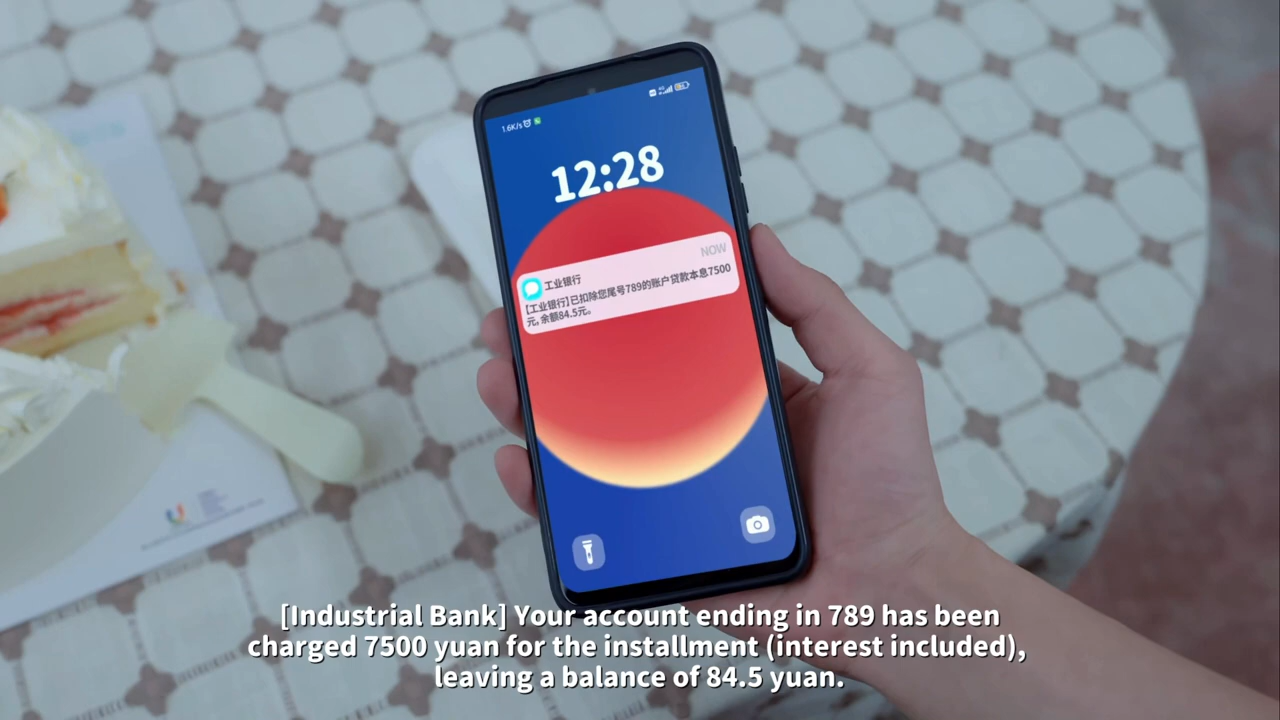 1.6K/s
12:28
NOW
工业银行
【工业银行】已扣除您尾号789的账户贷款本息7500
元，余额84.5元。
[Industrial Bank] Your account ending in 789 has been
charged 7500 yuan for the installment (interest included),
leaving a balance of 84.5 yuan.